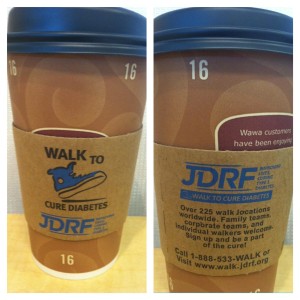 16
16
WALK TO
CURE DIABETES
JDRF
16
16
Wawa customers
have been enjoying
JDRF
WALK TO CURE DIABETES
Over 225 walk locations
worldwide. Family teams,
corporate teams, and
individual walkers welcome.
Sign up and be a part
of the cure!
Call 1-888-533-WALK or
Visit www.walk.jdrf.org